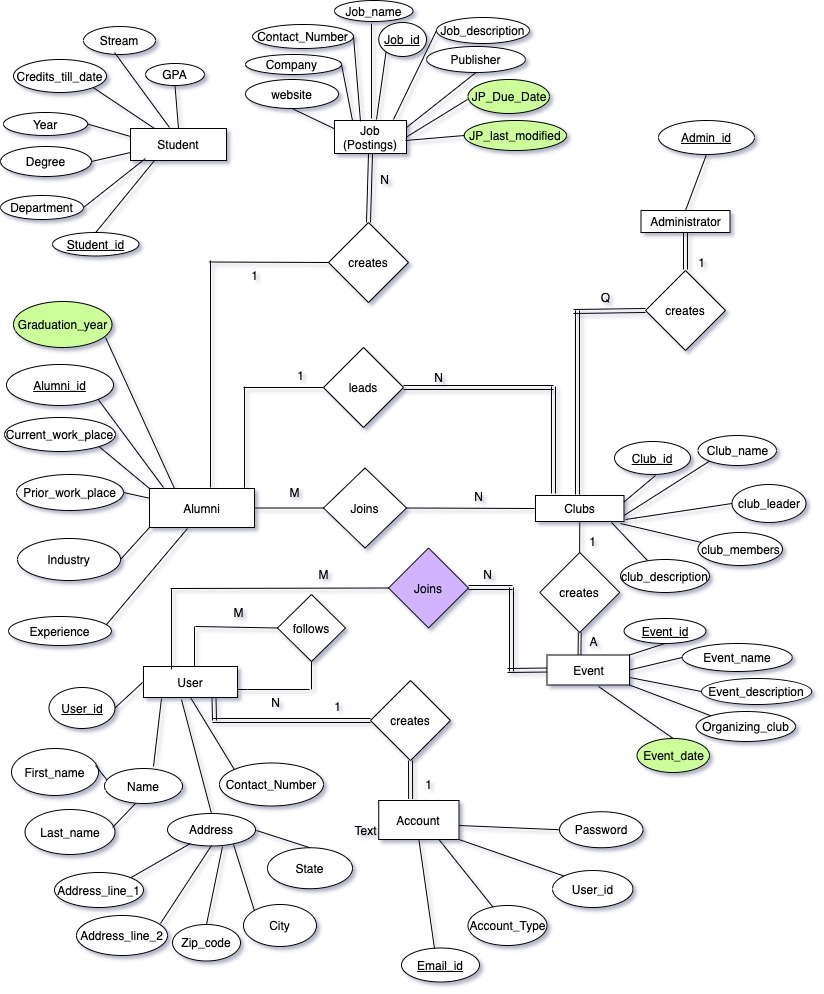 Stream
Credits_till_date
GPA
Year
Student
Degree
Department
Student_id
Job_name
Contact_Number
Job_id
Job_description
Company
Publisher
website
JP_Due_Date
Job
(Postings)
JP_last_modified
N
creates
1
Admin_id
Administrator
1
Q
creates
Graduation_year
Alumni_id
Current_work_place
Prior_work_place
Alumni
Industry
Experience
1
leads
N
M
Joins
N
Clubs
Club_id
Club_name
club_leader
club_members
club_description
1
creates
A
M
Joins
N
M
follows
N
User
User_id
Event
Event_id
Event_name
Event_description
Organizing_club
Event_date
1
creates
1
First_name
Name
Last_name
Contact_Number
Address
State
Address_line_1
Address_line_2
Zip_code
City
Text
Account
Password
User_id
Account_Type
Email_id